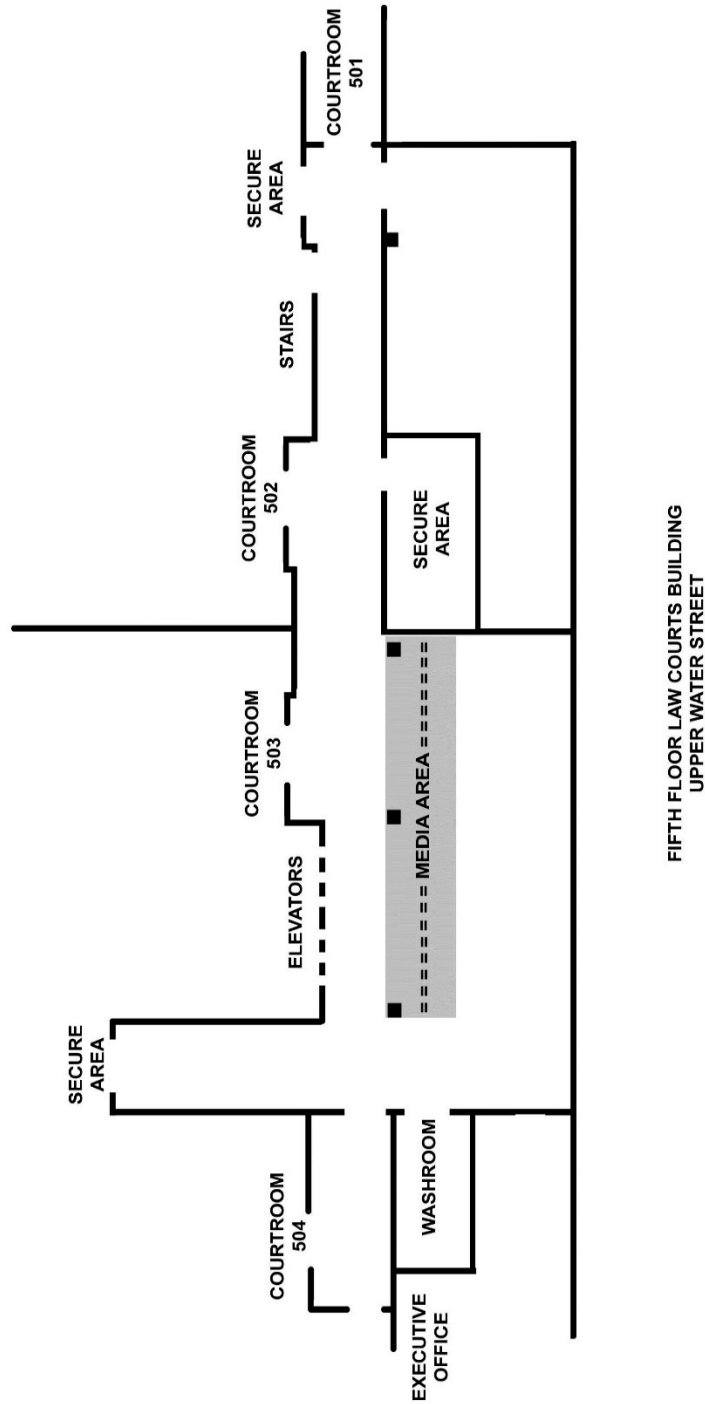 SECURE
AREA
COURTROOM
504
ELEVATORS
COURTROOM
503
COURTROOM
502
STAIRS
SECURE
AREA
COURTROOM
501
EXECUTIVE
OFFICE
WASHROOM
= = = = = = = = MEDIA AREA = = = = = = = =
SECURE
AREA
FIFTH FLOOR LAW COURTS BUILDING
UPPER WATER STREET